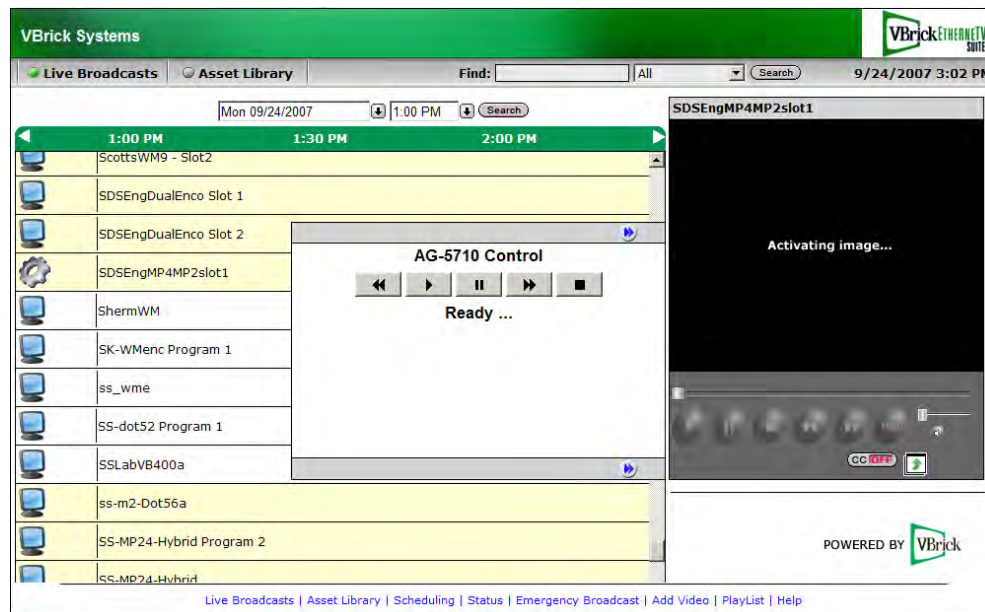 VBrick Systems
VBrick ETHERNETV
SUITE
Live Broadcasts Asset Library Find: All Search 9/24/2007 3:02 PM
Mon 09/24/2007 1:00 PM Search
SDSEngMP4MP2slot1
1:00 PM 1:30 PM 2:00 PM
ScottsWM9 - Slot2
SDSEngDualEnco Slot 1
SDSEngDualEnco Slot 2
SDSEngMP4MP2slot1
ShermWM
SK-WMenc Program 1
ss_wme
SS-dot52 Program 1
SSLabVB400a
ss-m2-Dot56a
SS-MP24-Hybrid Program 2
SS-MP24-Hybrid
AG-5710 Control
Ready ...
Activating image...
CC OFF
POWERED BY VBrick
Live Broadcasts | Asset Library | Scheduling | Status | Emergency Broadcast | Add Video | PlayList | Help